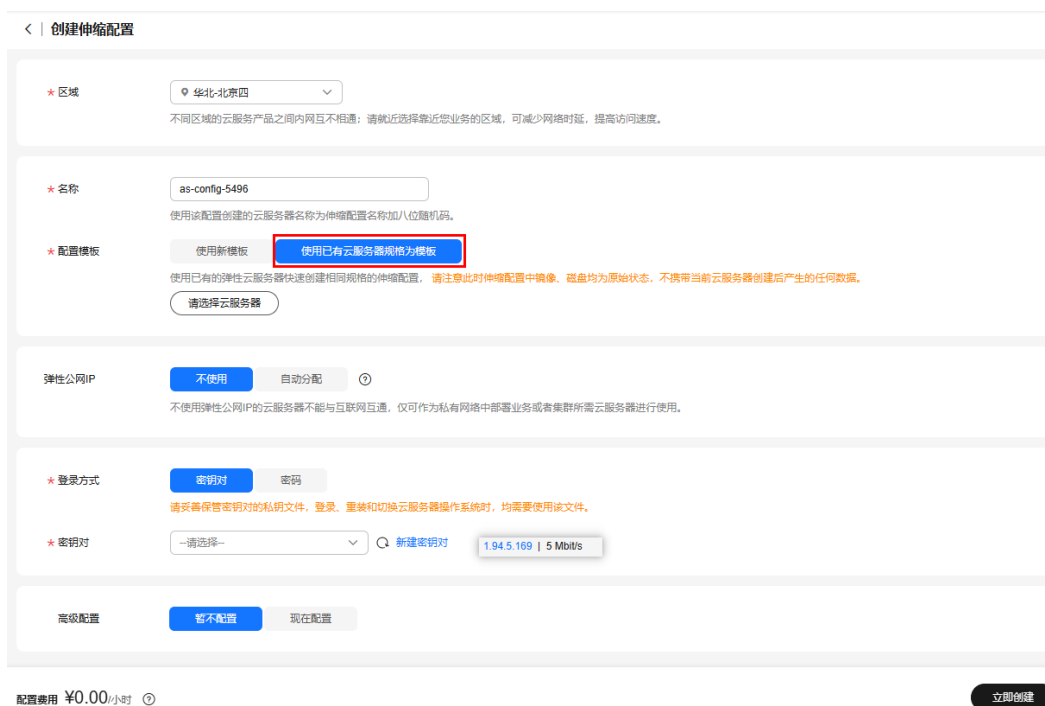 创建伸缩配置
* 区域
华北-北京四
不同区域的云服务产品之间内网互不相通；请就近选择靠近您业务的区域，可减少网络时延，提高访问速度。
* 名称
as-config-5496
使用该配置创建的云服务器名称为伸缩配置名称加八位随机码。
* 配置模板 使用新模板 使用已有云服务器规格为模板
使用已有的弹性云服务器快速创建相同规格的伸缩配置， 请注意此时伸缩配置中镜像、磁盘均为原始状态，不携带当前云服务器创建后产生的任何数据。
请选择云服务器
弹性公网IP 不使用 自动分配 ?
不使用弹性公网IP的云服务器不能与互联网互通，仅可作为私有网络中部署业务或者集群所需云服务器进行使用。
* 登录方式 密钥对 密码
请妥善保管密钥对的私钥文件，登录、重装和切换云服务器操作系统时，均需要使用该文件。
* 密钥对 --请选择-- 新建密钥对 1.94.5.169 | 5 Mbit/s
高级配置 暂不配置 现在配置
配置费用 ¥0.00/小时 ? 立即创建